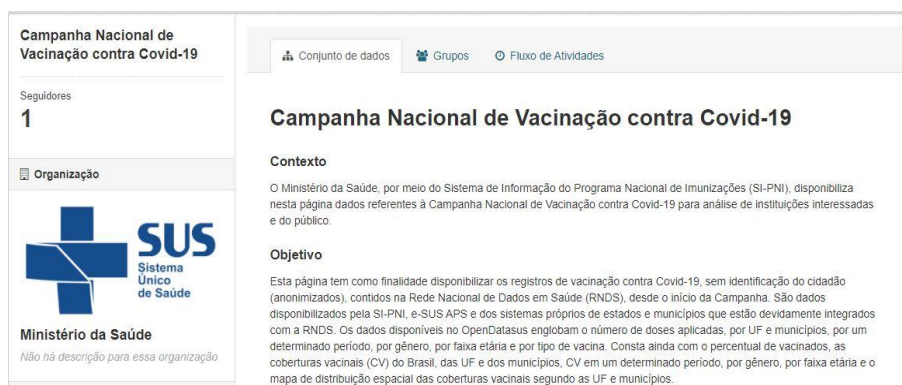 Campanha Nacional de
Vacinação contra Covid-19
Seguidores
1
Organização
SUS
Sistema
Único
de Saúde
Ministério da Saúde
Não há descrição para essa organização
Conjunto de dados
Grupos
Fluxo de Atividades
Campanha Nacional de Vacinação contra Covid-19
Contexto
O Ministério da Saúde, por meio do Sistema de Informação do Programa Nacional de Imunizações (SI-PNI), disponibiliza
nesta página dados referentes à Campanha Nacional de Vacinação contra Covid-19 para análise de instituições interessadas
e do público.
Objetivo
Esta página tem como finalidade disponibilizar os registros de vacinação contra Covid-19, sem identificação do cidadão
(anonimizados), contidos na Rede Nacional de Dados em Saúde (RNDS), desde o início da Campanha. São dados
disponibilizados pela SI-PNI, e-SUS APS e dos sistemas próprios de estados e municípios que estão devidamente integrados
com a RNDS. Os dados disponíveis no OpenDatasus englobam o número de doses aplicadas, por UF e municípios, por um
determinado período, por gênero, por faixa etária e por tipo de vacina. Consta ainda com o percentual de vacinados, as
coberturas vacinais (CV) do Brasil, das UF e dos municípios, CV em um determinado período, por gênero, por faixa etária e o
mapa de distribuição espacial das coberturas vacinais segundo as UF e municípios.